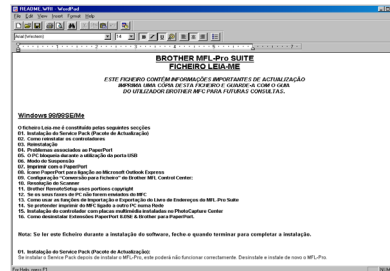 README.WRI - WordPad
File Edit View Insert Format Help
Arial (Western) 14
BROTHER MFL-Pro SUITE
FICHEIRO LEIA-ME
ESTE FICHEIRO CONTÉM INFORMAÇÕES IMPORTANTES DE ACTUALIZAÇÃO
IMPRIMA UMA CÓPIA DESTA FICHEIRO E GUARDE-A COM O GUIA
DO UTILIZADOR BROTHER MFC PARA FUTURAS CONSULTAS.
Windows 98/98SE/Me
O ficheiro Leia-me é constituído pelas seguintes secções
01. Instalação do Service Pack (Pacote de Actualização)
02. Como reinstalar os controladores
03. Reinstalação
04. Problemas associados ao PaperPort
05. O PC bloqueia durante a utilização da porta USB
06. Modo de Suspensão
07. Imprimir com o PaperPort
08. Ícone PaperPort para ligação ao Microsoft Outlook Express
09. Configuração "Conversão para ficheiro" do Brother MFL Control Center:
10. Resolução de Scanner
11. Brother RemoteSetup uses portions copyright
12. Se os seus faxes de PC não forem enviados do MFC
13. Como usar as funções de Importação e Exportação do Livro de Endereços do MFL-Pro Suite
14. Se pretender imprimir do MFC ligado a outro PC numa Rede
15. Instalação do controlador com placas multimédia instaladas no PhotoCapture Center
16. Como desinstalar Extensões PaperPort 8.0SE & Brother para PaperPort.
Nota: Se ler este ficheiro durante a instalação do software, feche-o quando terminar para completar a instalação.
01. Instalação do Service Pack (Pacote de Actualização):
Se instalar o Service Pack depois de instalar o MFL-Pro, este poderá não funcionar correctamente. Desinstale e instale de novo o MFL-Pro.
For Help, press F1